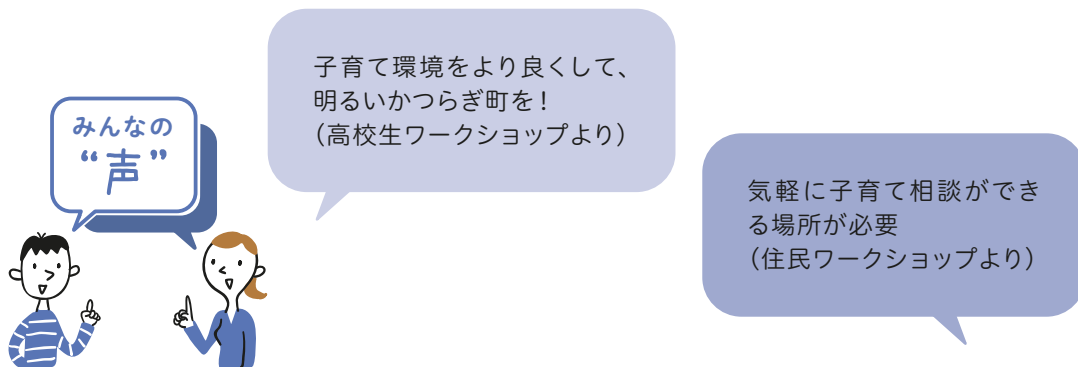 みんなの
“声”
子育て環境をより良くして、
明るいかつらぎ町を！
（高校生ワークショップより）
気軽に子育て相談ができ
る場所が必要
（住民ワークショップより）